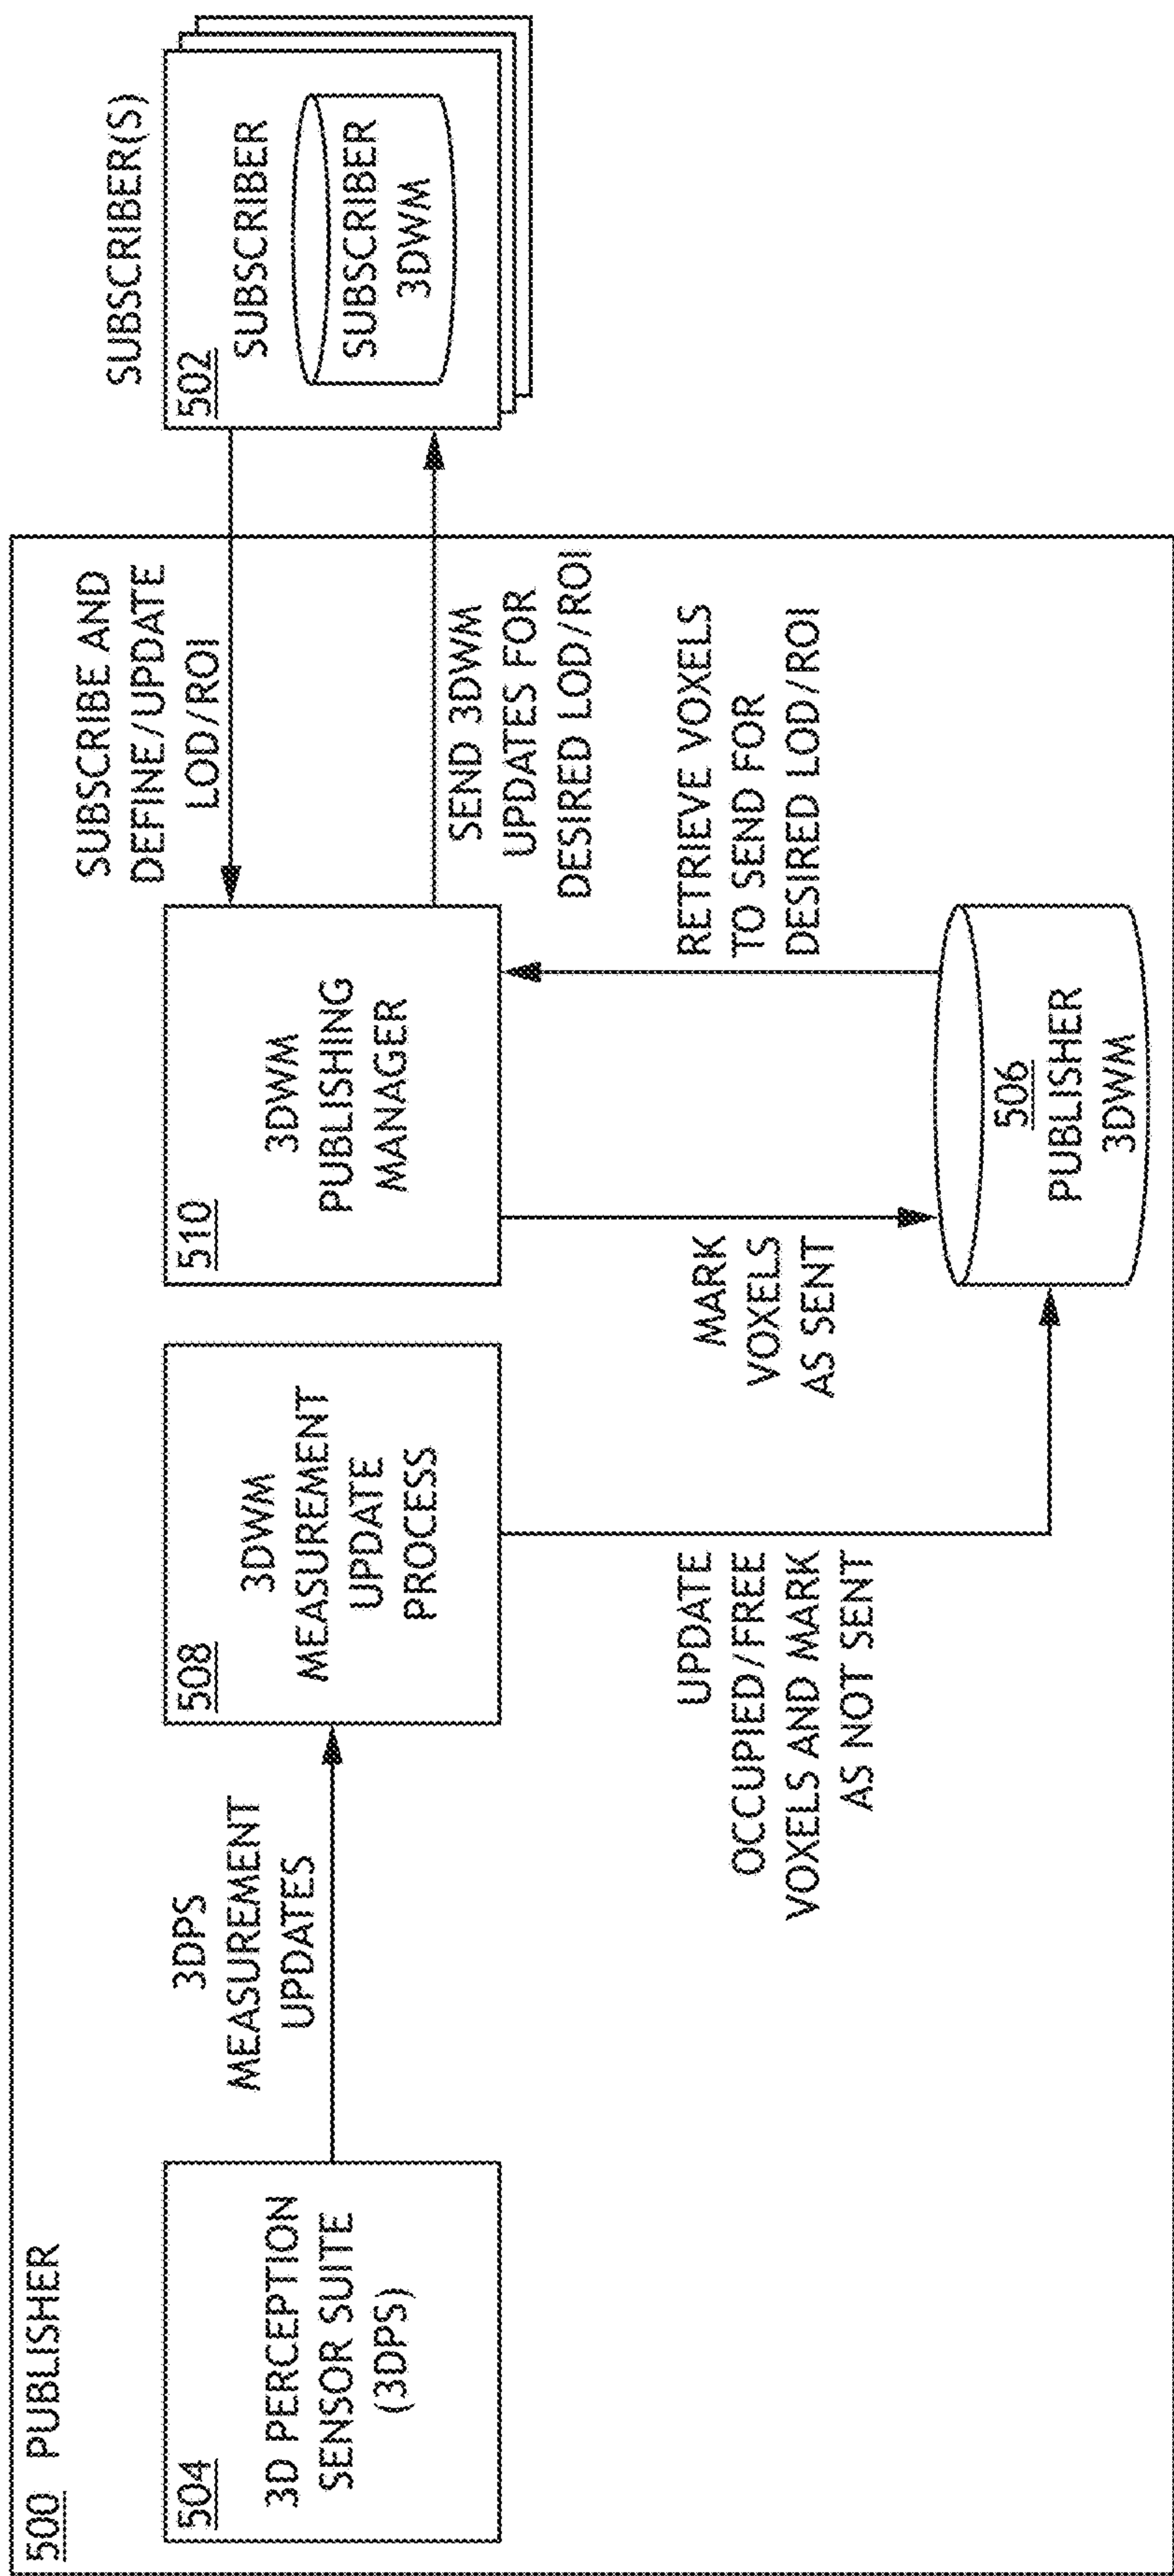 500 PUBLISHER
504
3D PERCEPTION
SENSOR SUITE
(3DPS)
3DPS
MEASUREMENT
UPDATES
508
3DWM
MEASUREMENT
UPDATE
PROCESS
UPDATE
OCCUPIED/FREE
VOXELS AND MARK
AS NOT SENT
510
3DWM
PUBLISHING
MANAGER
MARK
VOXELS
AS SENT
506
PUBLISHER
3DWM
RETRIEVE VOXELS
TO SEND FOR
DESIRED LOD/ROI
SUBSCRIBE AND
DEFINE/UPDATE
LOD/ROI
SEND 3DWM
UPDATES FOR
DESIRED LOD/ROI
SUBSCRIBER(S)
502
SUBSCRIBER
SUBSCRIBER
3DWM